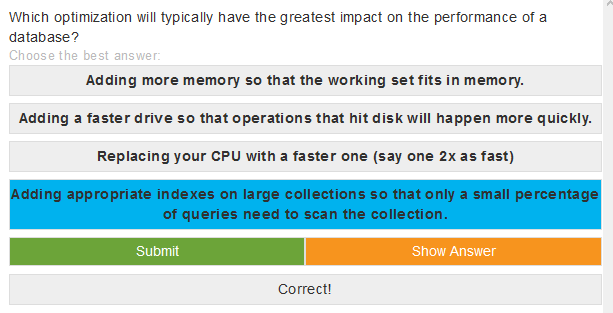 Which optimization will typically have the greatest impact on the performance of a
database?
Choose the best answer:
Adding more memory so that the working set fits in memory.
Adding a faster drive so that operations that hit disk will happen more quickly.
Replacing your CPU with a faster one (say one 2x as fast)
Adding appropriate indexes on large collections so that only a small percentage
of queries need to scan the collection.
Submit
Show Answer
Correct!